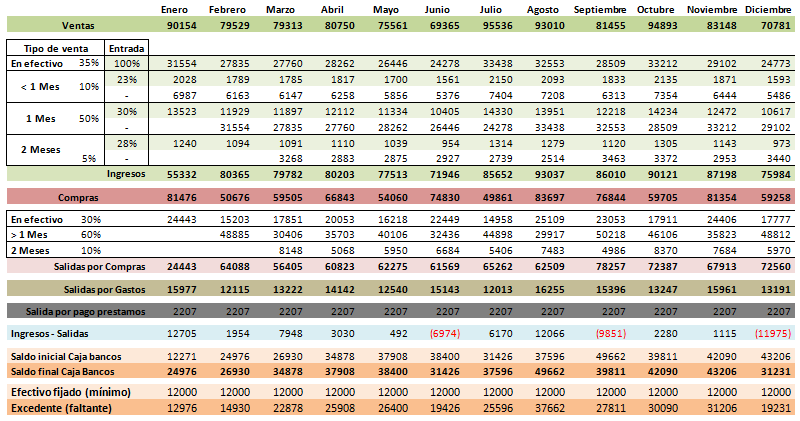 Enero Febrero Marzo Abril Mayo Junio Julio Agosto Septiembre Octubre Noviembre Diciembre
Ventas 90154 79529 79313 80750 75561 69365 95536 93010 81455 94893 83148 70781
Tipo de venta Entrada
En efectivo 35% 100% 31554 27835 27760 28262 26446 24278 33438 32553 28509 33212 29102 24773
< 1 Mes 10% 23% 2028 1789 1785 1817 1700 1561 2150 2093 1833 2135 1871 1593
- 6987 6163 6147 6258 5856 5376 7404 7208 6313 7354 6444 5486
1 Mes 50% 30% 13523 11929 11897 12112 11334 10405 14330 13951 12218 14234 12472 10617
- 31554 27835 27760 28262 26446 24278 33438 32553 28509 33212 29102
2 Meses 5% 28% 1240 1094 1091 1110 1039 954 1314 1279 1120 1305 1143 973
- 3268 2883 2875 2927 2739 2514 3463 3372 2953 3440
Ingresos 55332 80365 79782 80203 77513 71946 85652 93037 86010 90121 87198 75984
Compras 81476 50676 59505 66843 54060 74830 49861 83697 76844 59705 81354 59258
En efectivo 30% 24443 15203 17851 20053 16218 22449 14958 25109 23053 17911 24406 17777
> 1 Mes 60% 48885 30406 35703 40106 32436 44898 29917 50218 46106 35823 48812
2 Meses 10% 8148 5068 5950 6684 5406 7483 4986 8370 7684 5970
Salidas por Compras 24443 64088 56405 60823 62275 61569 65262 62509 78257 72387 67913 72560
Salidas por Gastos 15977 12115 13222 14142 12540 15143 12013 16255 15396 13247 15961 13191
Salida por pago prestamos 2207 2207 2207 2207 2207 2207 2207 2207 2207 2207 2207 2207
Ingresos - Salidas 12705 1954 7948 3030 492 (6974) 6170 12066 (9851) 2280 1115 (11975)
Saldo inicial Caja bancos 12271 24976 26930 34878 37908 38400 31426 37596 49662 39811 42090 43206
Saldo final Caja Bancos 24976 26930 34878 37908 38400 31426 37596 49662 39811 42090 43206 31231
Efectivo fijado (mínimo) 12000 12000 12000 12000 12000 12000 12000 12000 12000 12000 12000 12000
Excedente (faltante) 12976 14930 22878 25908 26400 19426 25596 37662 27811 30090 31206 19231